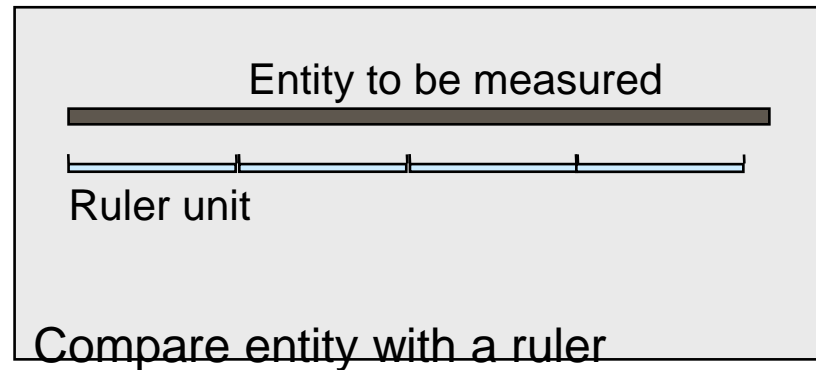 Entity to be measured
Ruler unit
Compare entity with a ruler